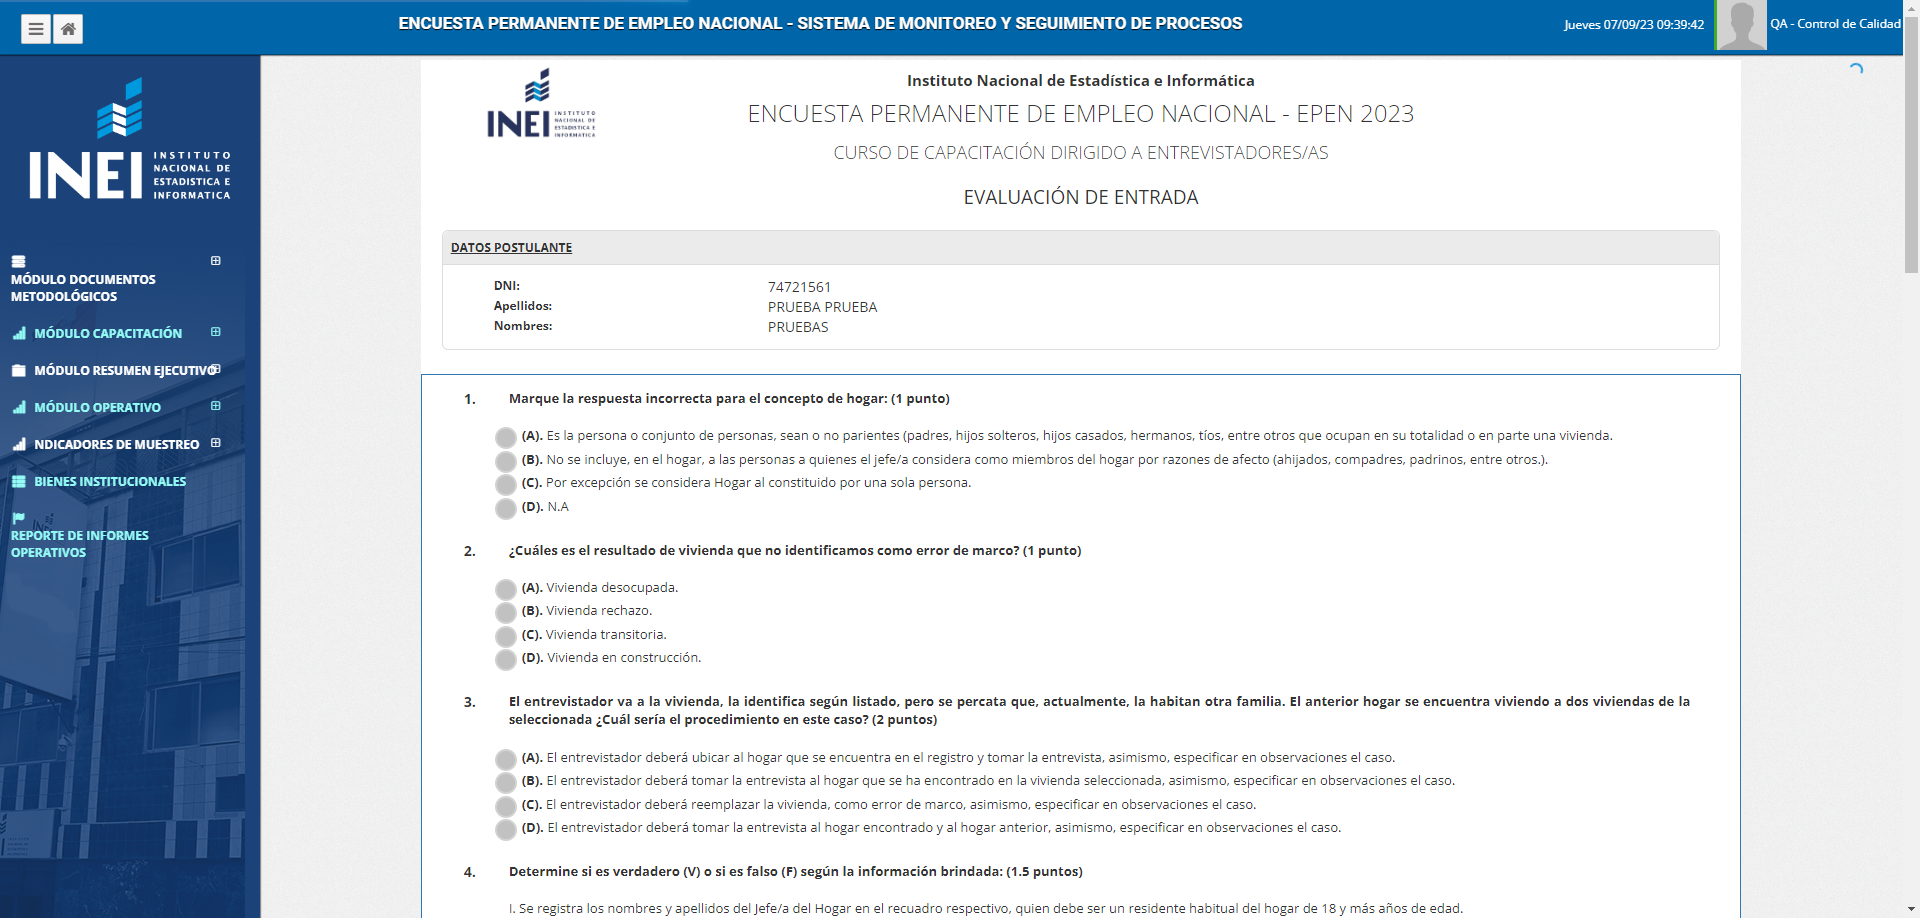 ENCUESTA PERMANENTE DE EMPLEO NACIONAL - SISTEMA DE MONITOREO Y SEGUIMIENTO DE PROCESOS
Jueves 07/09/23 09:39:42
QA - Control de Calidad
INEI
INSTITUTO
NACIONAL DE
ESTADISTICA E
INFORMATICA
MÓDULO DOCUMENTOS
METODOLÓGICOS
MÓDULO CAPACITACIÓN
MÓDULO RESUMEN EJECUTIVO
MÓDULO OPERATIVO
NDICADORES DE MUESTREO
BIENES INSTITUCIONALES
REPORTE DE INFORMES
OPERATIVOS
INEI
INSTITUTO
NACIONAL DE
ESTADISTICA E
INFORMATICA
Instituto Nacional de Estadística e Informática
ENCUESTA PERMANENTE DE EMPLEO NACIONAL - EPEN 2023
CURSO DE CAPACITACIÓN DIRIGIDO A ENTREVISTADORES/AS
EVALUACIÓN DE ENTRADA
DATOS POSTULANTE
DNI: 74721561
Apellidos: PRUEBA PRUEBA
Nombres: PRUEBAS
1. Marque la respuesta incorrecta para el concepto de hogar: (1 punto)
(A). Es la persona o conjunto de personas, sean o no parientes (padres, hijos solteros, hijos casados, hermanos, tíos, entre otros que ocupan en su totalidad o en parte una vivienda.
(B). No se incluye, en el hogar, a las personas a quienes el jefe/a considera como miembros del hogar por razones de afecto (ahijados, compadres, padrinos, entre otros.).
(C). Por excepción se considera Hogar al constituido por una sola persona.
(D). N.A
2. ¿Cuáles es el resultado de vivienda que no identificamos como error de marco? (1 punto)
(A). Vivienda desocupada.
(B). Vivienda rechazo.
(C). Vivienda transitoria.
(D). Vivienda en construcción.
3. El entrevistador va a la vivienda, la identifica según listado, pero se percata que, actualmente, la habitan otra familia. El anterior hogar se encuentra viviendo a dos viviendas de la
seleccionada ¿Cuál sería el procedimiento en este caso? (2 puntos)
(A). El entrevistador deberá ubicar al hogar que se encuentra en el registro y tomar la entrevista, asimismo, especificar en observaciones el caso.
(B). El entrevistador deberá tomar la entrevista al hogar que se ha encontrado en la vivienda seleccionada, asimismo, especificar en observaciones el caso.
(C). El entrevistador deberá reemplazar la vivienda, como error de marco, asimismo, especificar en observaciones el caso.
(D). El entrevistador deberá tomar la entrevista al hogar encontrado y al hogar anterior, asimismo, especificar en observaciones el caso.
4. Determine si es verdadero (V) o si es falso (F) según la información brindada: (1.5 puntos)
I. Se registra los nombres y apellidos del Jefe/a del Hogar en el recuadro respectivo, quien debe ser un residente habitual del hogar de 18 y más años de edad.